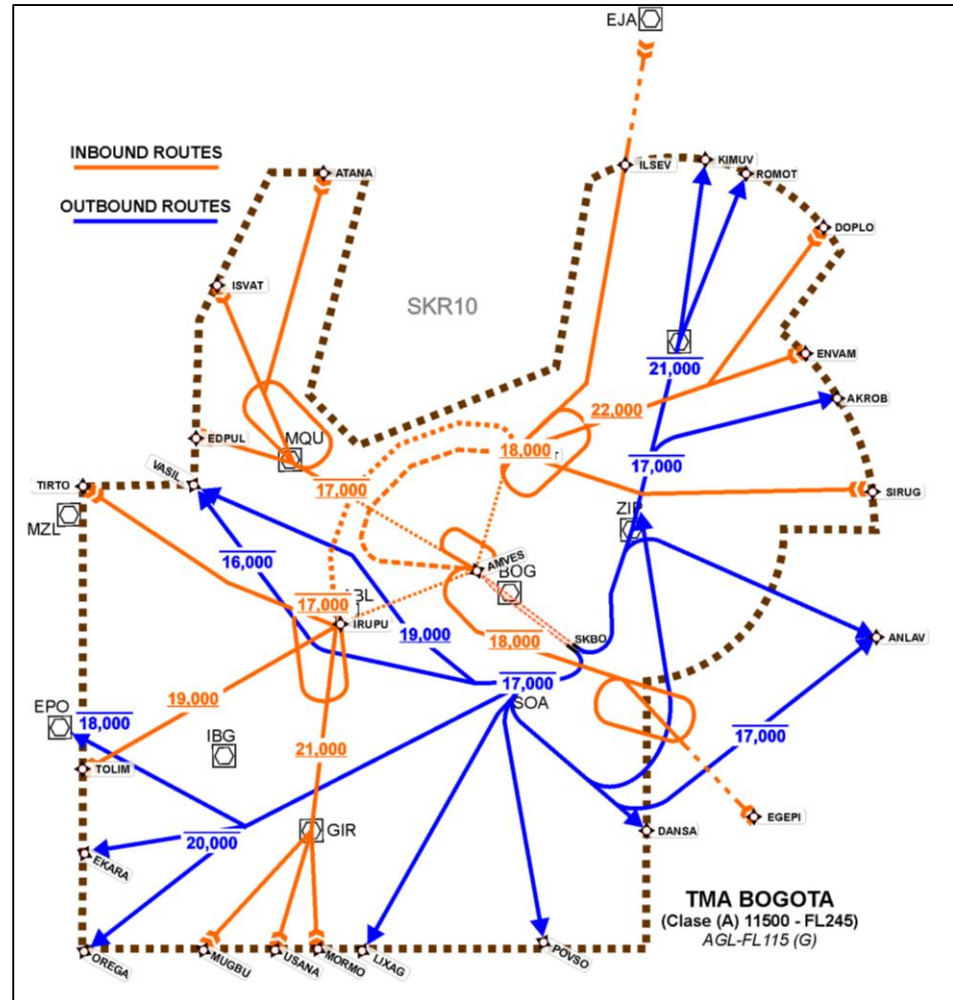 EJA
INBOUND ROUTES
ATANA
ILSEV
KIMUV
ROMOT
OUTBOUND ROUTES
DOPLO
ISVAT
SKR10
ENVAM
21,000
AKROB
22,000
EDPUL
MQU
18,000
17,000
VASIL
17,000
TIRTO
SIRUG
MZL
ZIP
16,000
AMVES
BOG
17,000
IRUPU
19,000
18,000
SKBO
ANLAV
17,000
19,000
SOA
EPO
18,000
17,000
IBG
21,000
TOLIM
EGEPI
GIR
DANSA
20,000
EKARA
TMA BOGOTA
(Clase (A) 11500 - FL245)
AGL-FL115 (G)
OREGA
MUGBU
USANA
MORMO
LIXAG
POVSO